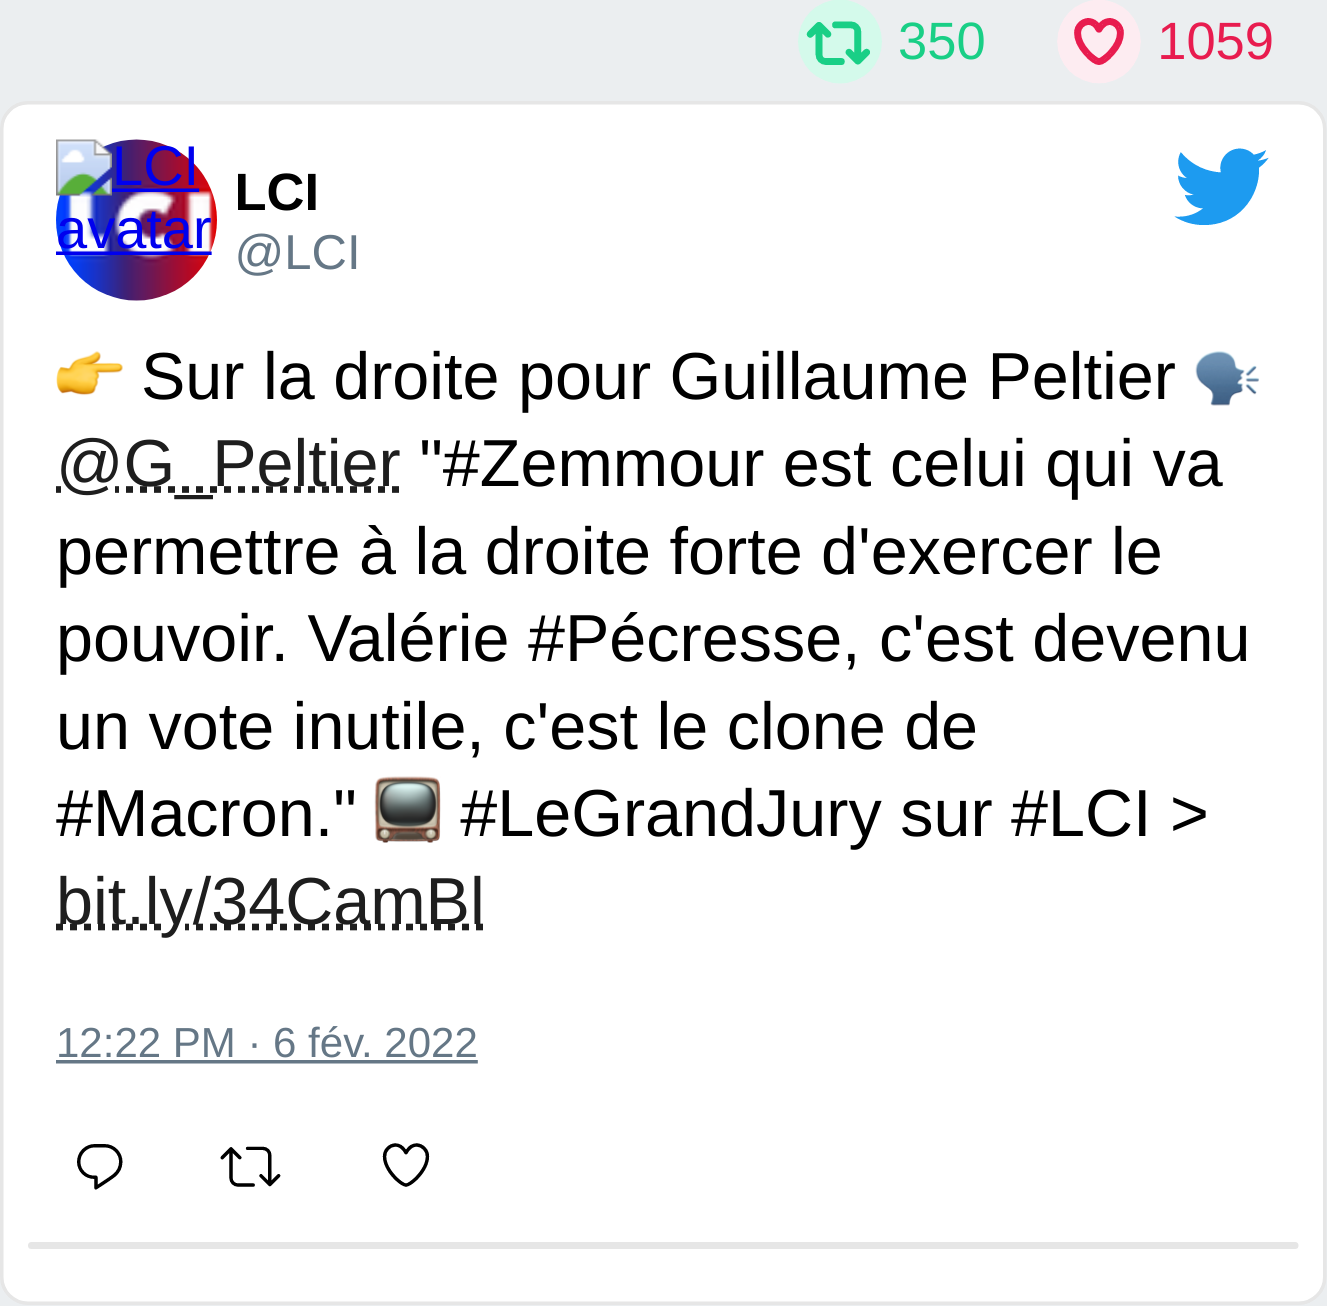 350 1059
LCI avatar
LCI
@LCI
👉 Sur la droite pour Guillaume Peltier 🗣
@G_Peltier "#Zemmour est celui qui va
permettre à la droite forte d'exercer le
pouvoir. Valérie #Pécresse, c'est devenu
un vote inutile, c'est le clone de
#Macron." 📺 #LeGrandJury sur #LCI >
bit.ly/34CamBl
12:22 PM · 6 fév. 2022